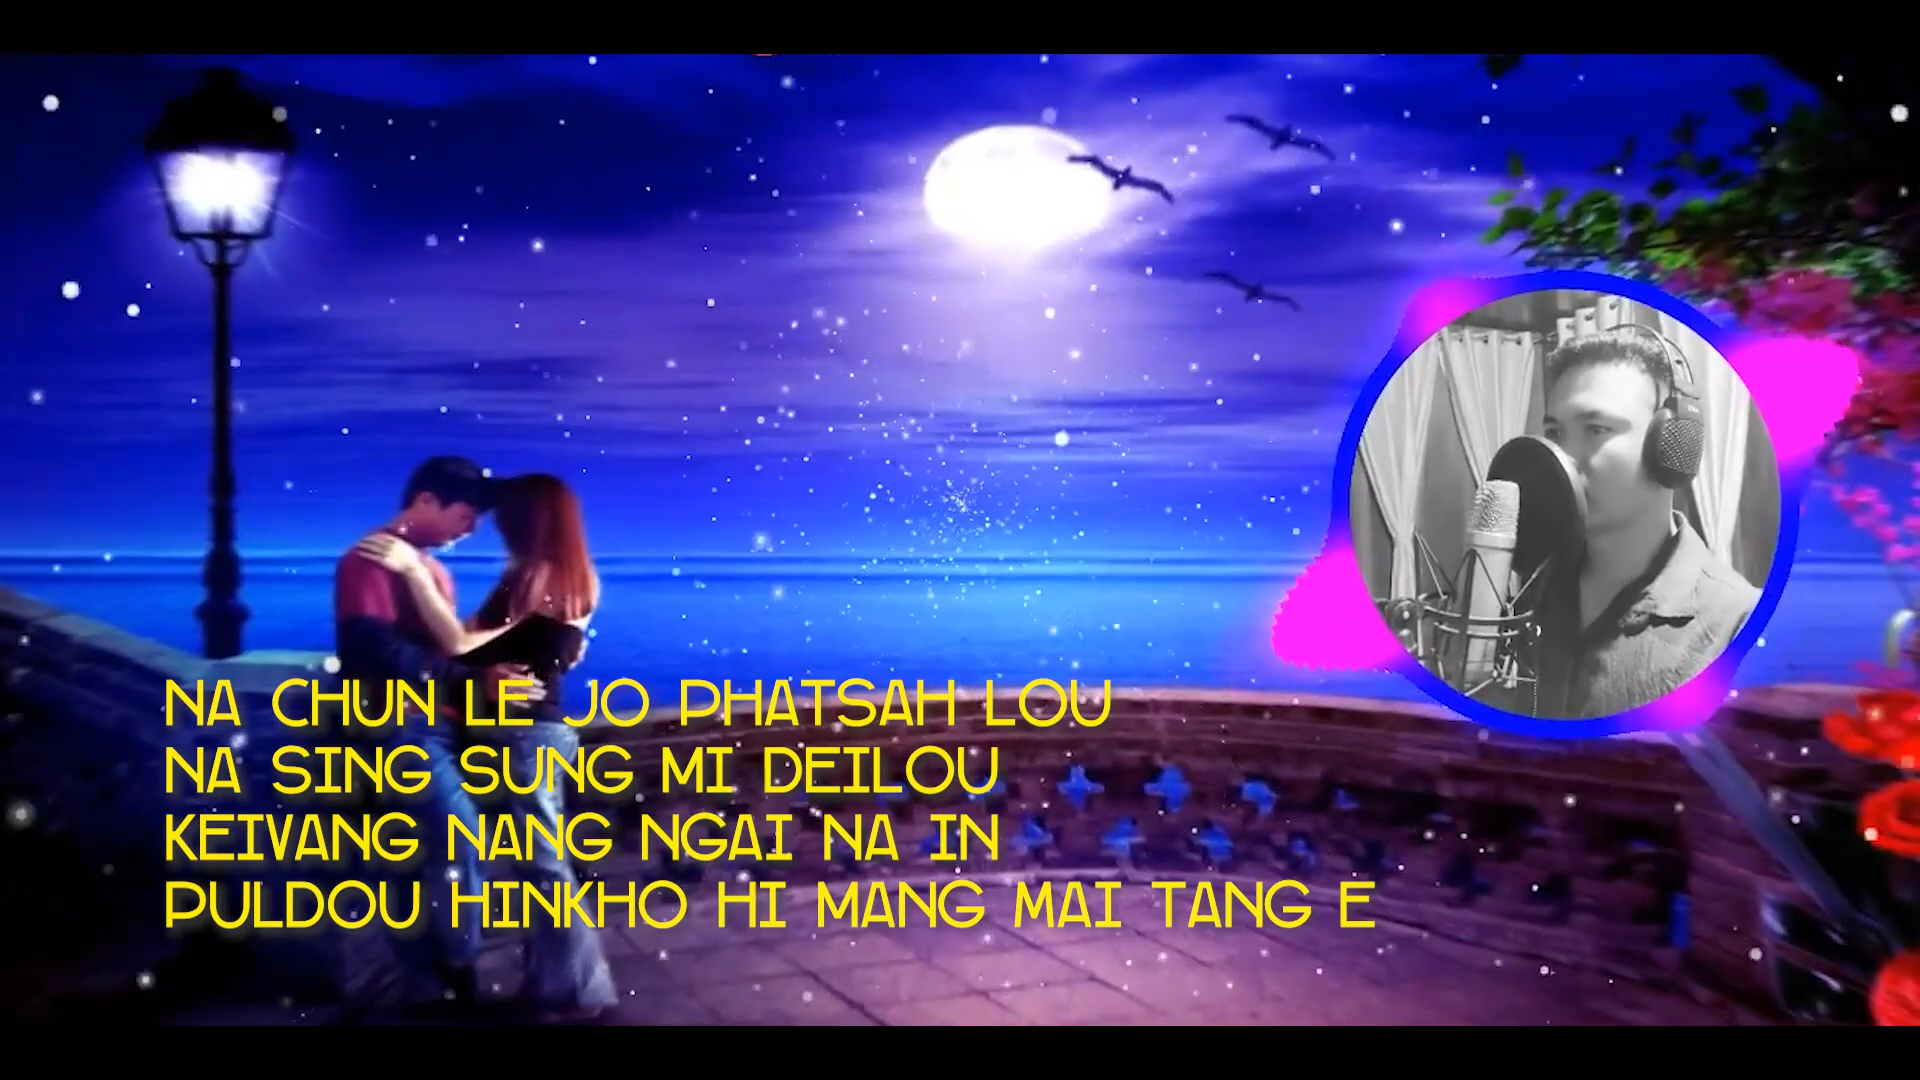 NA CHUN LE JO PHATSAH LOU
NA SING SUNG MI DEILOU
KEIVANG NANG NGAI NA IN
PULDOU HINKHO HI MANG MAI TANG E